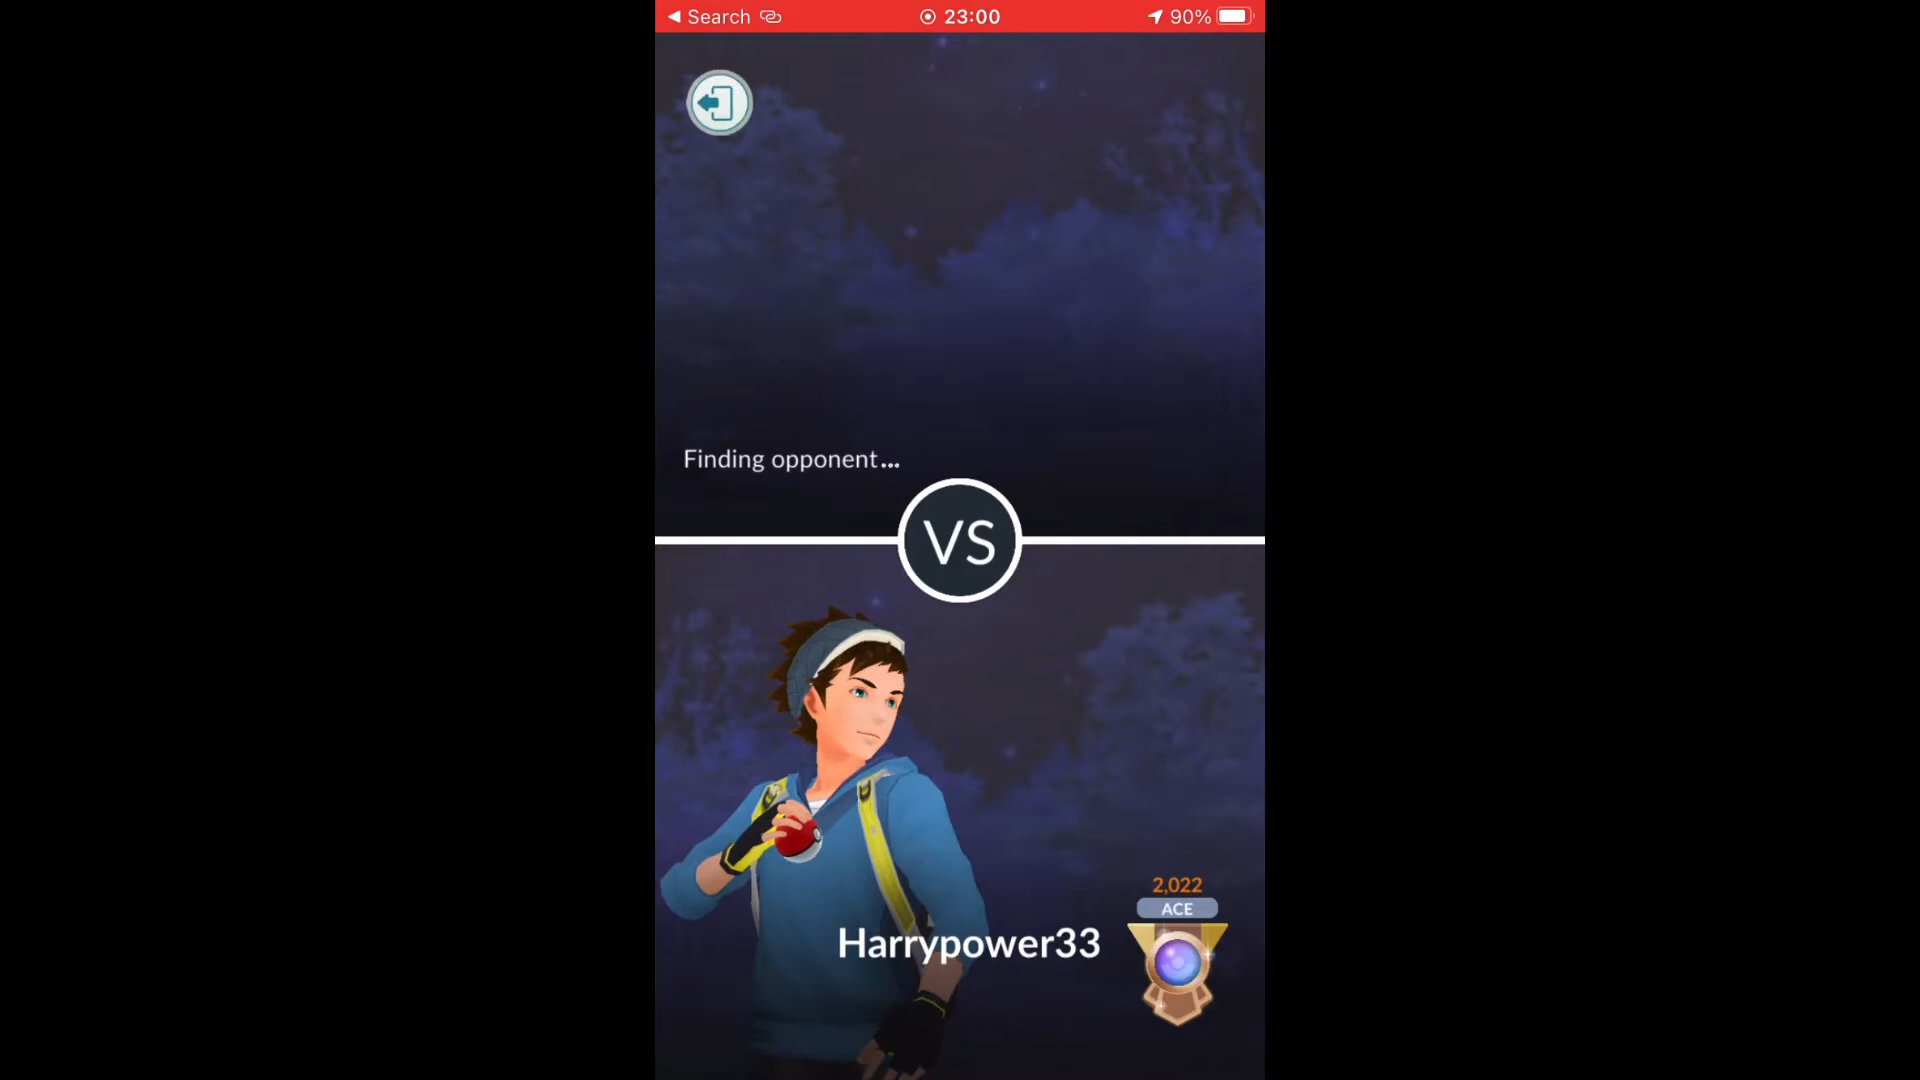 Search
23:00
90%
Finding opponent...
VS
2,022
ACE
Harrypower33